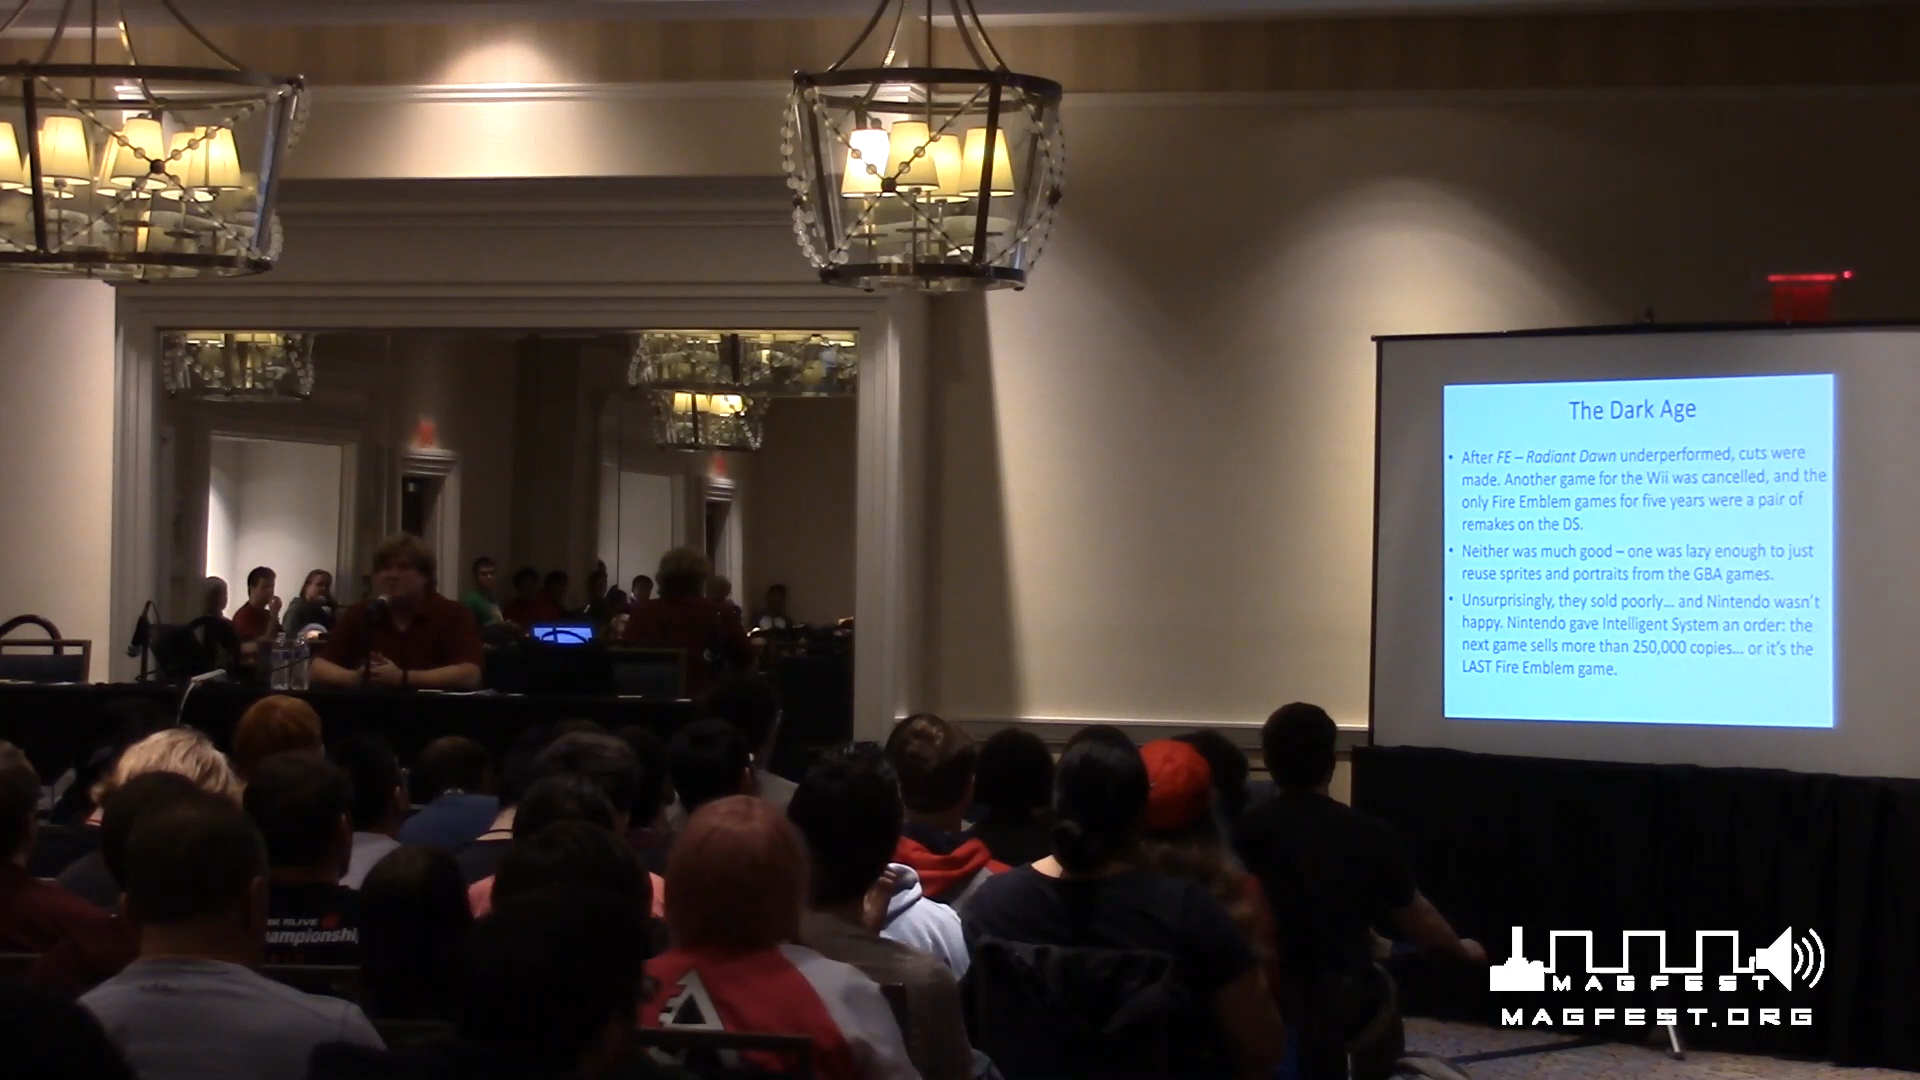 The Dark Age
• After FE – Radiant Dawn underperformed, cuts were
made. Another game for the Wii was cancelled, and the
only Fire Emblem games for five years were a pair of
remakes on the DS.
• Neither was much good – one was lazy enough to just
reuse sprites and portraits from the GBA games.
• Unsurprisingly, they sold poorly... and Nintendo wasn't
happy. Nintendo gave Intelligent System an order: the
next game sells more than 250,000 copies... or it's the
LAST Fire Emblem game.
ampionshi
MAGFEST
MAGFEST.ORG